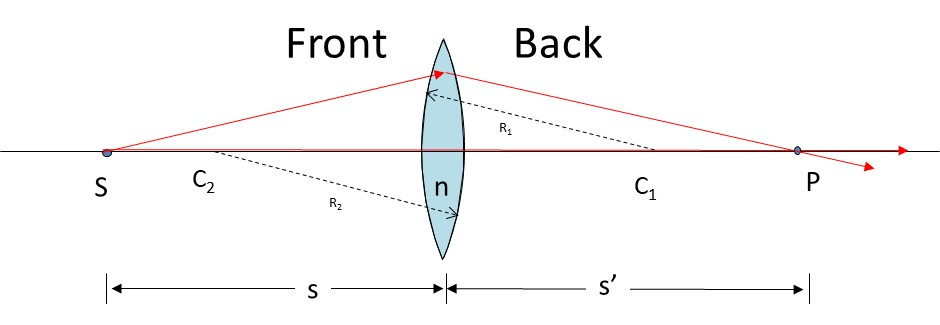 Front Back
R₁
S C₂ R₂ n C₁ P
s s’